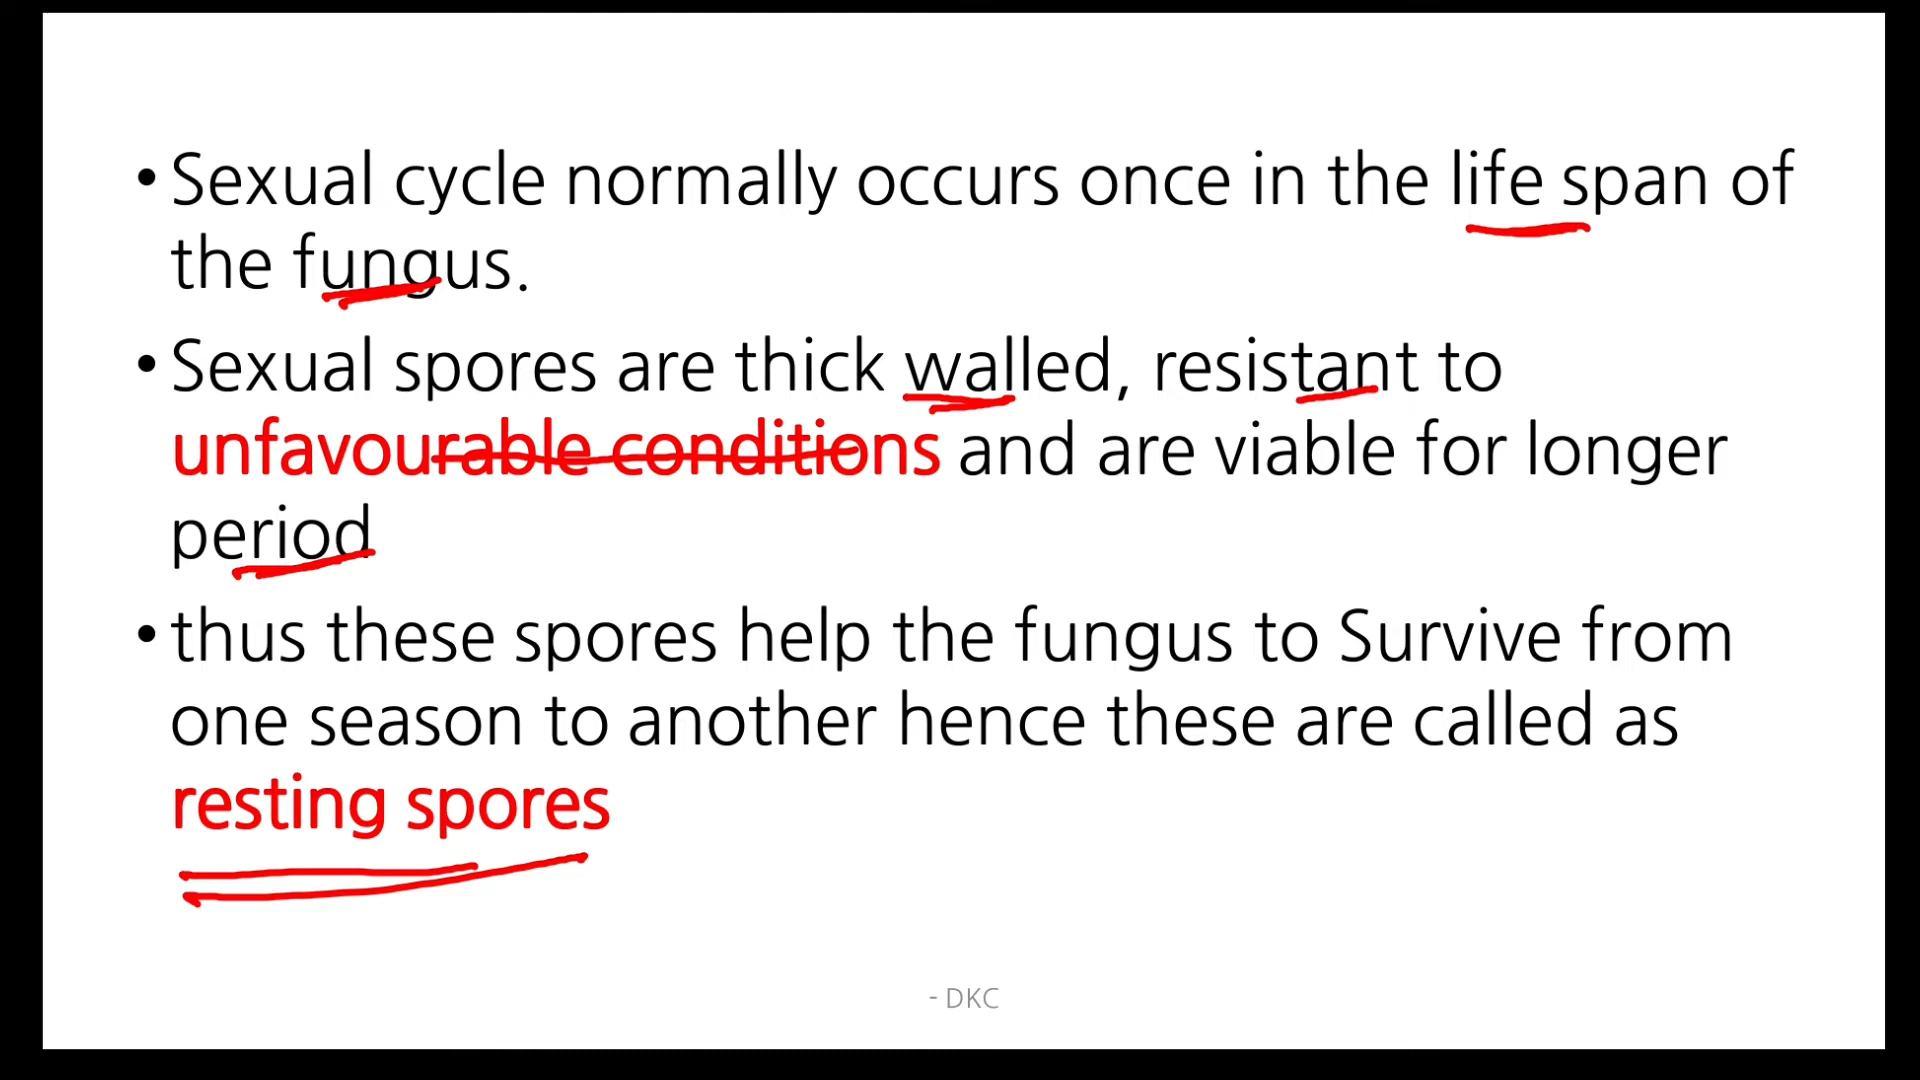 • Sexual cycle normally occurs once in the life span of
the fungus.
• Sexual spores are thick walled, resistant to
unfavourable conditions and are viable for longer
period
• thus these spores help the fungus to Survive from
one season to another hence these are called as
resting spores
- DKC